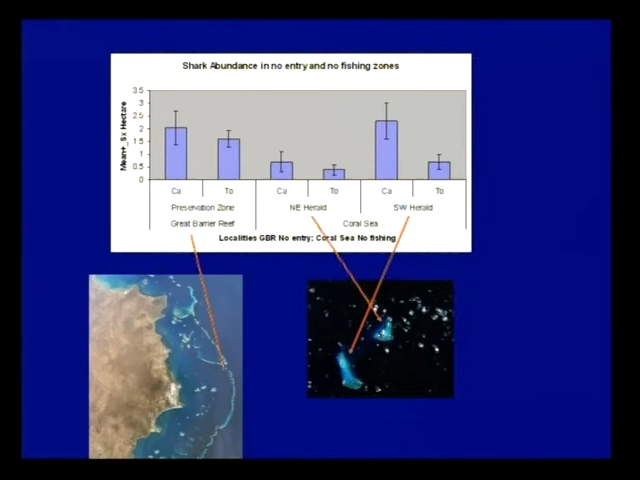 Shark Abundance in no entry and no fishing zones
Mean+_Sx Hectare
3.5
3
2.5
2
1.5
1
0.5
0
Ca To Ca To Ca To
Preservation Zone NE Herald SW Herald
Great Barrier Reef Coral Sea
Localities GBR No entry; Coral Sea No fishing